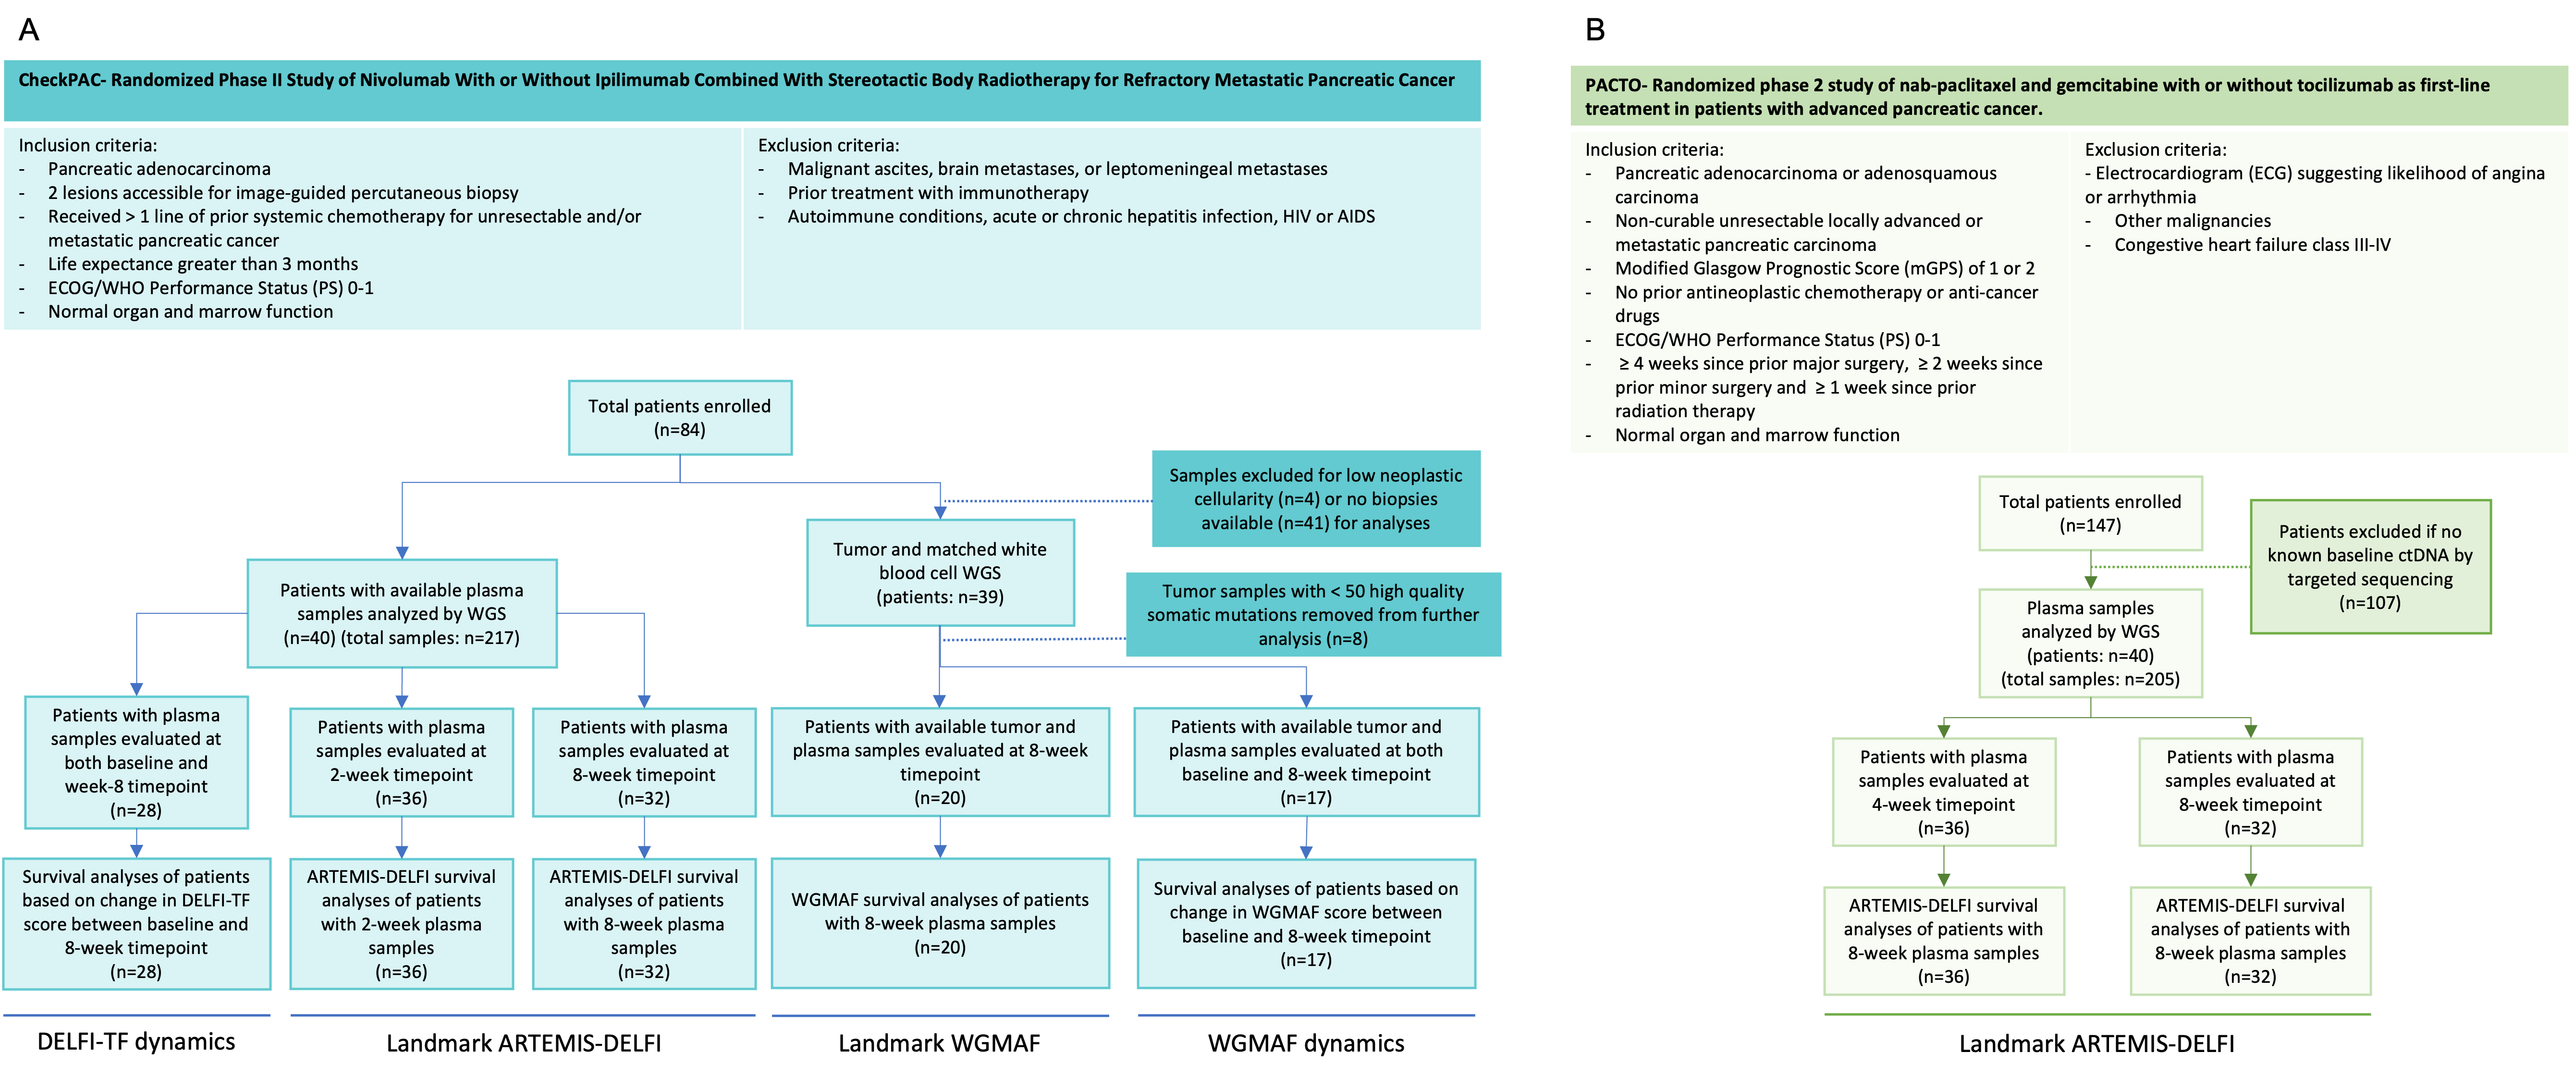 A
CheckPAC- Randomized Phase II Study of Nivolumab With or Without Ipilimumab Combined With Stereotactic Body Radiotherapy for Refractory Metastatic Pancreatic Cancer
Inclusion criteria:
- Pancreatic adenocarcinoma
- 2 lesions accessible for image-guided percutaneous biopsy
- Received > 1 line of prior systemic chemotherapy for unresectable and/or
metastatic pancreatic cancer
- Life expectance greater than 3 months
- ECOG/WHO Performance Status (PS) 0-1
- Normal organ and marrow function
Exclusion criteria:
- Malignant ascites, brain metastases, or leptomeningeal metastases
- Prior treatment with immunotherapy
- Autoimmune conditions, acute or chronic hepatitis infection, HIV or AIDS
Total patients enrolled
(n=84)
Samples excluded for low neoplastic
cellularity (n=4) or no biopsies
available (n=41) for analyses
Patients with available plasma
samples analyzed by WGS
(n=40) (total samples: n=217)
Tumor and matched white
blood cell WGS
(patients: n=39)
Tumor samples with < 50 high quality
somatic mutations removed from further
analysis (n=8)
Patients with plasma
samples evaluated at
both baseline and
week-8 timepoint
(n=28)
Patients with plasma
samples evaluated at
2-week timepoint
(n=36)
Patients with plasma
samples evaluated at
8-week timepoint
(n=32)
Patients with available tumor and
plasma samples evaluated at 8-week
timepoint
(n=20)
Patients with available tumor and
plasma samples evaluated at both
baseline and 8-week timepoint
(n=17)
Survival analyses of patients
based on change in DELFI-TF
score between baseline and
8-week timepoint
(n=28)
ARTEMIS-DELFI survival
analyses of patients
with 2-week plasma
samples
(n=36)
ARTEMIS-DELFI survival
analyses of patients
with 8-week plasma
samples
(n=32)
WGMAF survival analyses of patients
with 8-week plasma samples
(n=20)
Survival analyses of patients based on
change in WGMAF score between
baseline and 8-week timepoint
(n=17)
DELFI-TF dynamics
Landmark ARTEMIS-DELFI
Landmark WGMAF
WGMAF dynamics
B
PACTO- Randomized phase 2 study of nab-paclitaxel and gemcitabine with or without tocilizumab as first-line
treatment in patients with advanced pancreatic cancer.
Inclusion criteria:
- Pancreatic adenocarcinoma or adenosquamous
carcinoma
- Non-curable unresectable locally advanced or
metastatic pancreatic carcinoma
- Modified Glasgow Prognostic Score (mGPS) of 1 or 2
- No prior antineoplastic chemotherapy or anti-cancer
drugs
- ECOG/WHO Performance Status (PS) 0-1
- ≥ 4 weeks since prior major surgery, ≥ 2 weeks since
prior minor surgery and ≥ 1 week since prior
radiation therapy
- Normal organ and marrow function
Exclusion criteria:
- Electrocardiogram (ECG) suggesting likelihood of angina
or arrhythmia
- Other malignancies
- Congestive heart failure class III-IV
Total patients enrolled
(n=147)
Patients excluded if no
known baseline ctDNA by
targeted sequencing
(n=107)
Plasma samples
analyzed by WGS
(patients: n=40)
(total samples: n=205)
Patients with plasma
samples evaluated at
4-week timepoint
(n=36)
Patients with plasma
samples evaluated at
8-week timepoint
(n=32)
ARTEMIS-DELFI survival
analyses of patients with
8-week plasma samples
(n=36)
ARTEMIS-DELFI survival
analyses of patients with
8-week plasma samples
(n=32)
Landmark ARTEMIS-DELFI